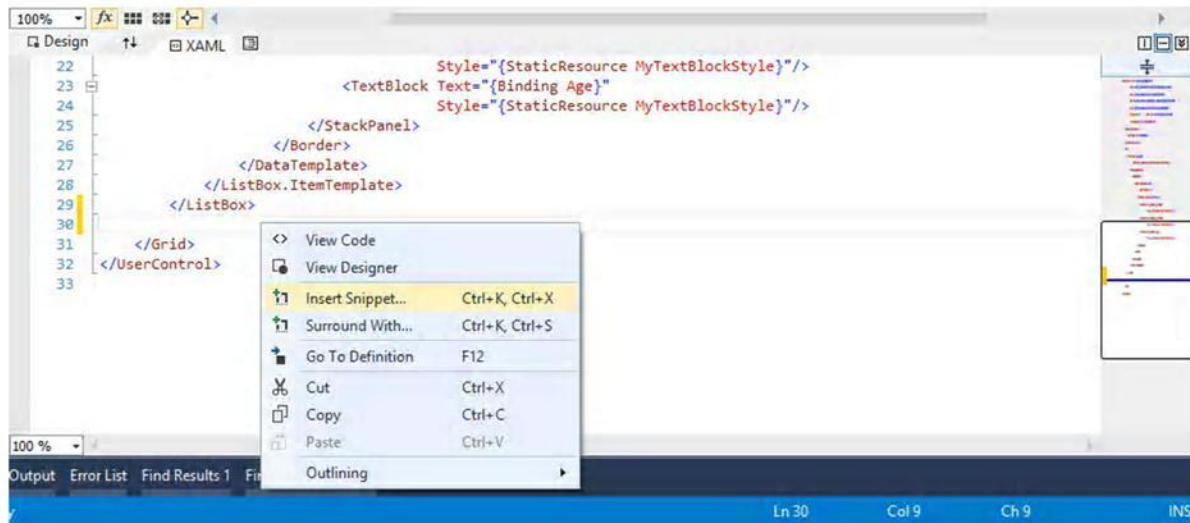 100%
fx
Design XAML
22 Style="{StaticResource MyTextBlockStyle}"/>
23 <TextBlock Text="{Binding Age}"
24 Style="{StaticResource MyTextBlockStyle}"/>
25 </StackPanel>
26 </Border>
27 </DataTemplate>
28 </ListBox.ItemTemplate>
29 </ListBox>
30
31 </Grid>
32 </UserControl>
33
View Code
View Designer
Insert Snippet... Ctrl+K, Ctrl+X
Surround With... Ctrl+K, Ctrl+S
Go To Definition F12
Cut Ctrl+X
Copy Ctrl+C
Paste Ctrl+V
Outlining
100 %
Output Error List Find Results 1
Ln 30 Col 9 Ch 9 INS